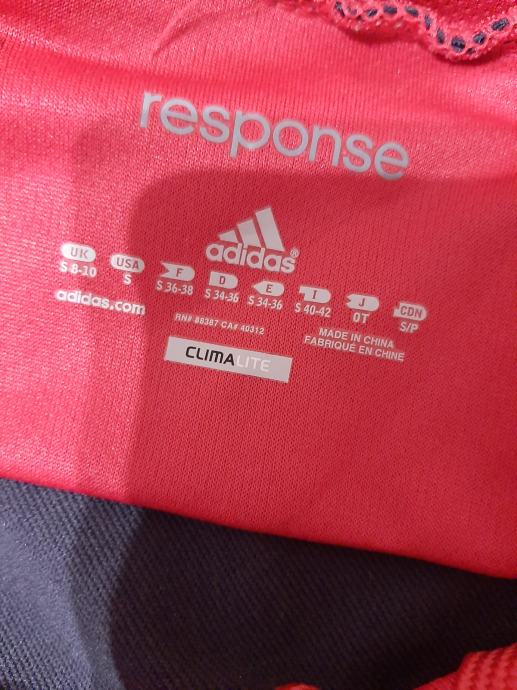 response
adidas®
UK USA F D E I J CDN
S 8-10 S S 36-38 S 34-36 S 34-36 S 40-42 OT S/P
adidas.com
RN# 88387 CA# 40312
MADE IN CHINA
FABRIQUÉ EN CHINE
CLIMALITE